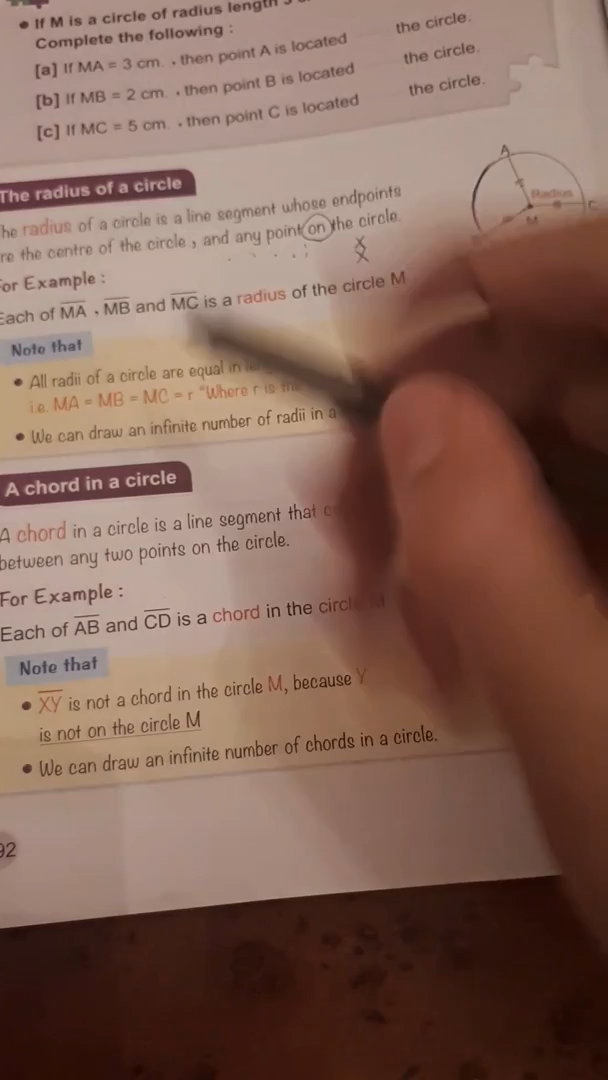 • If M is a circle of radius length
Complete the following :
[a] If MA = 3 cm. , then point A is located the circle.
[b] If MB = 2 cm. , then point B is located the circle.
[c] If MC = 5 cm. , then point C is located the circle.
The radius of a circle
he radius of a circle is a line segment whose endpoints
re the centre of the circle , and any point on the circle.
For Example :
Each of MA , MB and MC is a radius of the circle M
A
Radius
M
C
Note that
• All radii of a circle are equal in
i.e. MA = MB = MC = r "Where r is
• We can draw an infinite number of radii in a
A chord in a circle
A chord in a circle is a line segment that
between any two points on the circle.
For Example :
Each of AB and CD is a chord in the circle M
Note that
• XY is not a chord in the circle M, because Y
is not on the circle M
• We can draw an infinite number of chords in a circle.
92